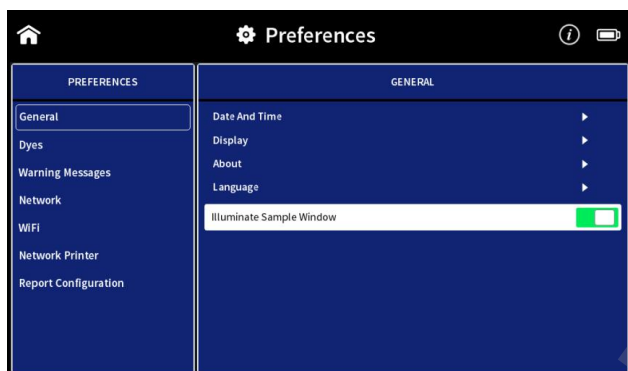 Preferences
PREFERENCES
General
Dyes
Warning Messages
Network
WiFi
Network Printer
Report Configuration
GENERAL
Date And Time
Display
About
Language
Illuminate Sample Window